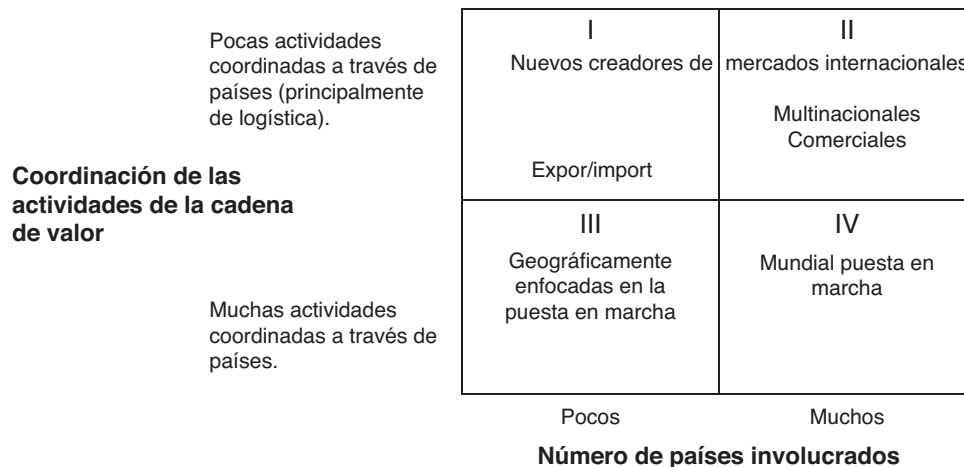 Pocas actividades
coordinadas a través de
países (principalmente
de logística).
I
II
Nuevos creadores de mercados internacionales
Multinacionales
Comerciales
Expor/import
Coordinación de las
actividades de la cadena
de valor
III
IV
Geográficamente
enfocadas en la
puesta en marcha
Mundial puesta en
marcha
Muchas actividades
coordinadas a través de
países.
Pocos
Muchos
Número de países involucrados